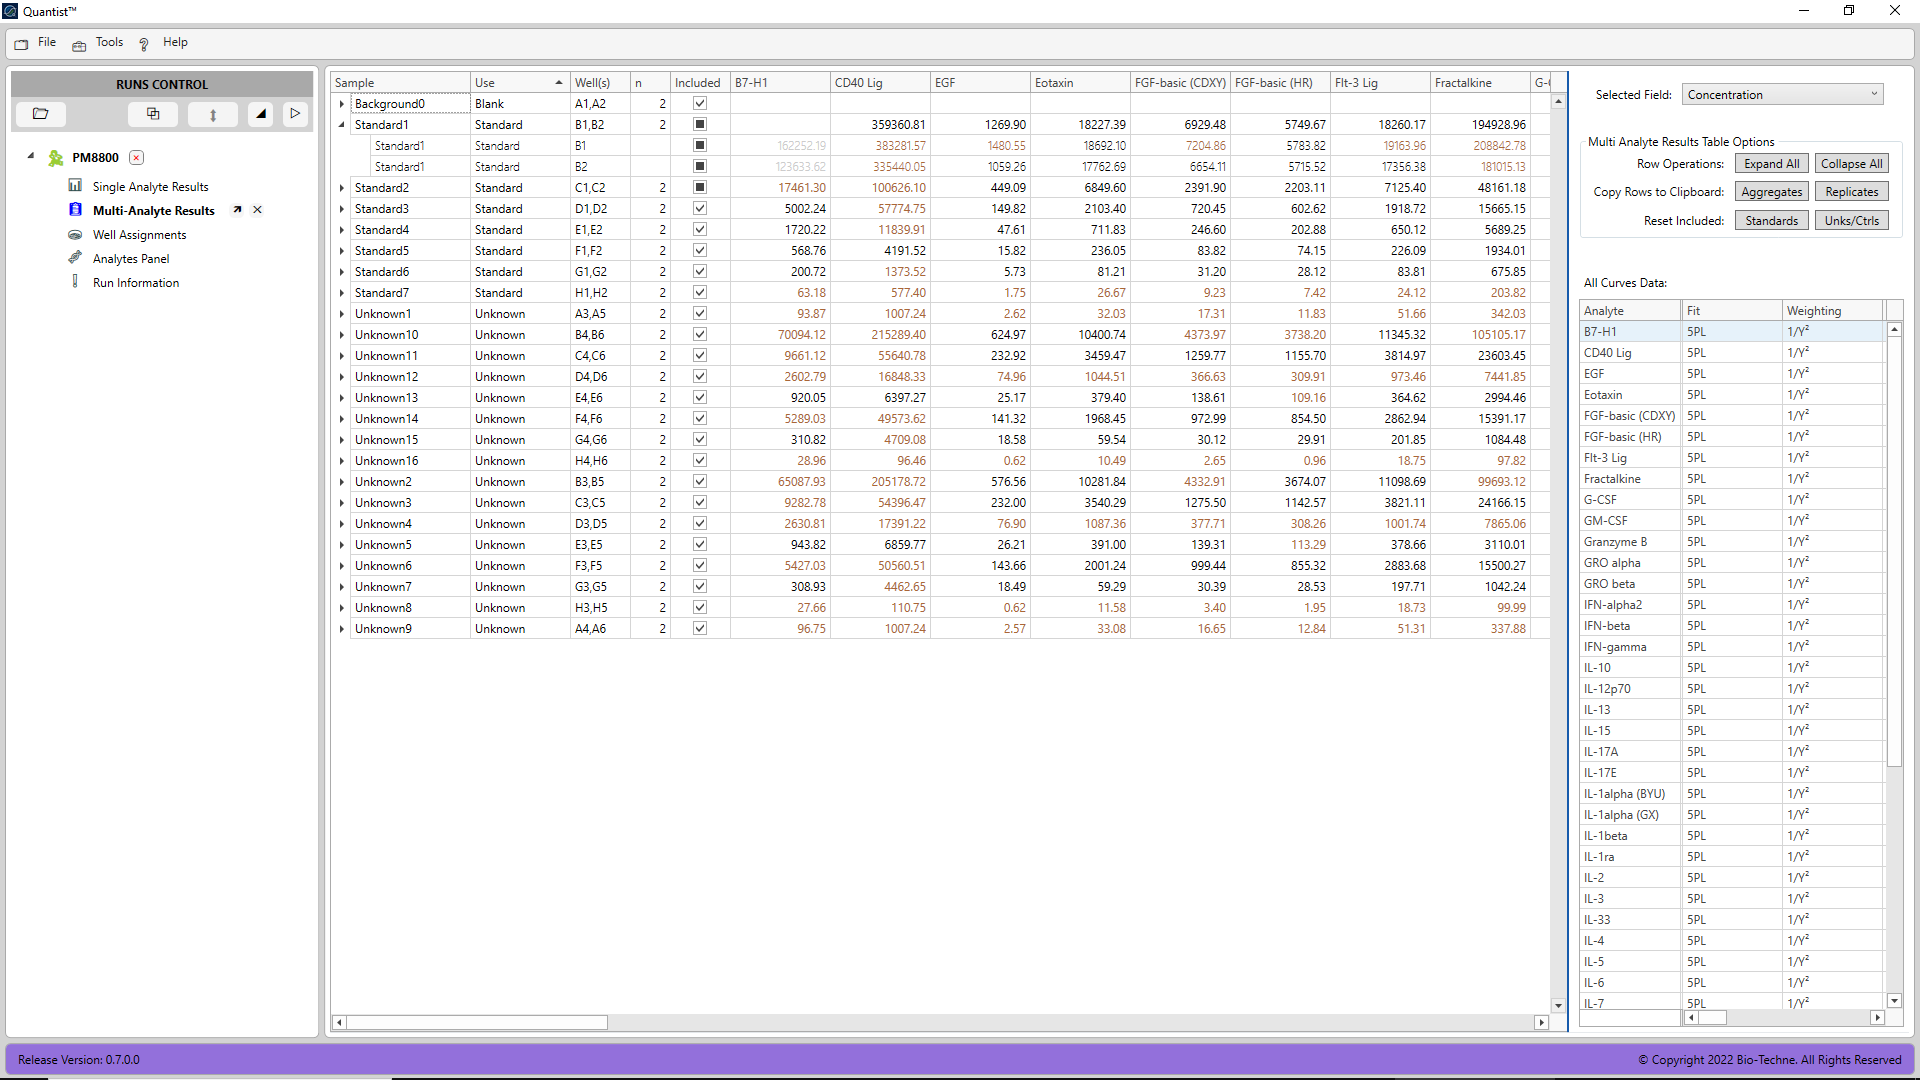 Quantist™
File Tools Help
RUNS CONTROL
PM8800
Single Analyte Results
Multi-Analyte Results
Well Assignments
Analytes Panel
Run Information
Sample Use Well(s) n Included B7-H1 CD40 Lig EGF Eotaxin FGF-basic (CDXY) FGF-basic (HR) Flt-3 Lig Fractalkine G-
Background0 Blank A1,A2 2
Standard1 Standard B1,B2 2 359360.81 1269.90 18227.39 6929.48 5749.67 18260.17 194928.96
Standard1 Standard B1 162252.19 383281.57 1480.55 18692.10 7204.86 5783.82 19163.96 208842.78
Standard1 Standard B2 123633.62 335440.05 1059.26 17762.69 6654.11 5715.52 17356.38 181015.13
Standard2 Standard C1,C2 2 17461.30 100626.10 449.09 6849.60 2391.90 2203.11 7125.40 48161.18
Standard3 Standard D1,D2 2 5002.24 57774.75 149.82 2103.40 720.45 602.62 1918.72 15665.15
Standard4 Standard E1,E2 2 1720.22 11839.91 47.61 711.83 246.60 202.88 650.12 5689.25
Standard5 Standard F1,F2 2 568.76 4191.52 15.82 236.05 83.82 74.15 226.09 1934.01
Standard6 Standard G1,G2 2 200.72 1373.52 5.73 81.21 31.20 28.12 83.81 675.85
Standard7 Standard H1,H2 2 63.18 577.40 1.75 26.67 9.23 7.42 24.12 203.82
Unknown1 Unknown A3,A5 2 93.87 1007.24 2.62 32.03 17.31 11.83 51.66 342.03
Unknown10 Unknown B4,B6 2 70094.12 215289.40 624.97 10400.74 4373.97 3738.20 11345.32 105105.17
Unknown11 Unknown C4,C6 2 9661.12 55640.78 232.92 3459.47 1259.77 1155.70 3814.97 23603.45
Unknown12 Unknown D4,D6 2 2602.79 16848.33 74.96 1044.51 366.63 309.91 973.46 7441.85
Unknown13 Unknown E4,E6 2 920.05 6397.27 25.17 379.40 138.61 109.16 364.62 2994.46
Unknown14 Unknown F4,F6 2 5289.03 49573.62 141.32 1968.45 972.99 854.50 2862.94 15391.17
Unknown15 Unknown G4,G6 2 310.82 4709.08 18.58 59.54 30.12 29.91 201.85 1084.48
Unknown16 Unknown H4,H6 2 28.96 96.46 0.62 10.49 2.65 0.96 18.75 97.82
Unknown2 Unknown B3,B5 2 65087.93 205178.72 576.56 10281.84 4332.91 3674.07 11098.69 99693.12
Unknown3 Unknown C3,C5 2 9282.78 54396.47 232.00 3540.29 1275.50 1142.57 3821.11 24166.15
Unknown4 Unknown D3,D5 2 2630.81 17391.22 76.90 1087.36 377.71 308.26 1001.74 7865.06
Unknown5 Unknown E3,E5 2 943.82 6859.77 26.21 391.00 139.31 113.29 378.66 3110.01
Unknown6 Unknown F3,F5 2 5427.03 50560.51 143.66 2001.24 999.44 855.32 2883.68 15500.27
Unknown7 Unknown G3,G5 2 308.93 4462.65 18.49 59.29 30.39 28.53 197.71 1042.24
Unknown8 Unknown H3,H5 2 27.66 110.75 0.62 11.58 3.40 1.95 18.73 99.99
Unknown9 Unknown A4,A6 2 96.75 1007.24 2.57 33.08 16.65 12.84 51.31 337.88
Selected Field: Concentration
Multi Analyte Results Table Options
Row Operations: Expand All Collapse All
Copy Rows to Clipboard: Aggregates Replicates
Reset Included: Standards Unks/Ctrls
All Curves Data:
Analyte Fit Weighting
B7-H1 5PL 1/Y²
CD40 Lig 5PL 1/Y²
EGF 5PL 1/Y²
Eotaxin 5PL 1/Y²
FGF-basic (CDXY) 5PL 1/Y²
FGF-basic (HR) 5PL 1/Y²
Flt-3 Lig 5PL 1/Y²
Fractalkine 5PL 1/Y²
G-CSF 5PL 1/Y²
GM-CSF 5PL 1/Y²
Granzyme B 5PL 1/Y²
GRO alpha 5PL 1/Y²
GRO beta 5PL 1/Y²
IFN-alpha2 5PL 1/Y²
IFN-beta 5PL 1/Y²
IFN-gamma 5PL 1/Y²
IL-10 5PL 1/Y²
IL-12p70 5PL 1/Y²
IL-13 5PL 1/Y²
IL-15 5PL 1/Y²
IL-17A 5PL 1/Y²
IL-17E 5PL 1/Y²
IL-1alpha (BYU) 5PL 1/Y²
IL-1alpha (GX) 5PL 1/Y²
IL-1beta 5PL 1/Y²
IL-1ra 5PL 1/Y²
IL-2 5PL 1/Y²
IL-3 5PL 1/Y²
IL-33 5PL 1/Y²
IL-4 5PL 1/Y²
IL-5 5PL 1/Y²
IL-6 5PL 1/Y²
IL-7 5PL 1/Y²
Release Version: 0.7.0.0
© Copyright 2022 Bio-Techne. All Rights Reserved